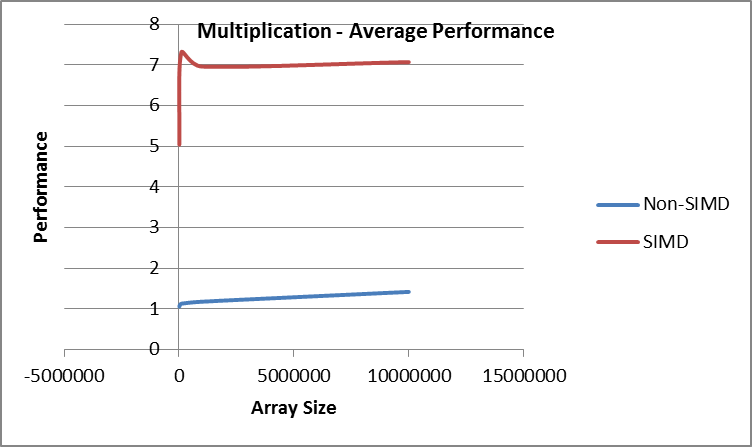 Multiplication - Average Performance
8
7
6
5
4
3
2
1
0
Performance
-5000000 0 5000000 10000000 15000000
Array Size
Non-SIMD
SIMD